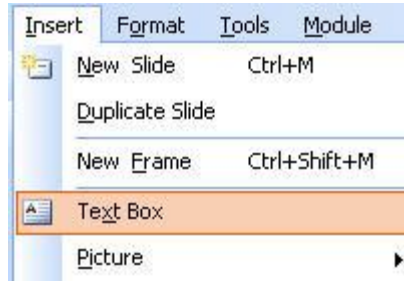 Insert Format Tools Module
New Slide Ctrl+M
Duplicate Slide
New Frame Ctrl+Shift+M
Text Box
Picture